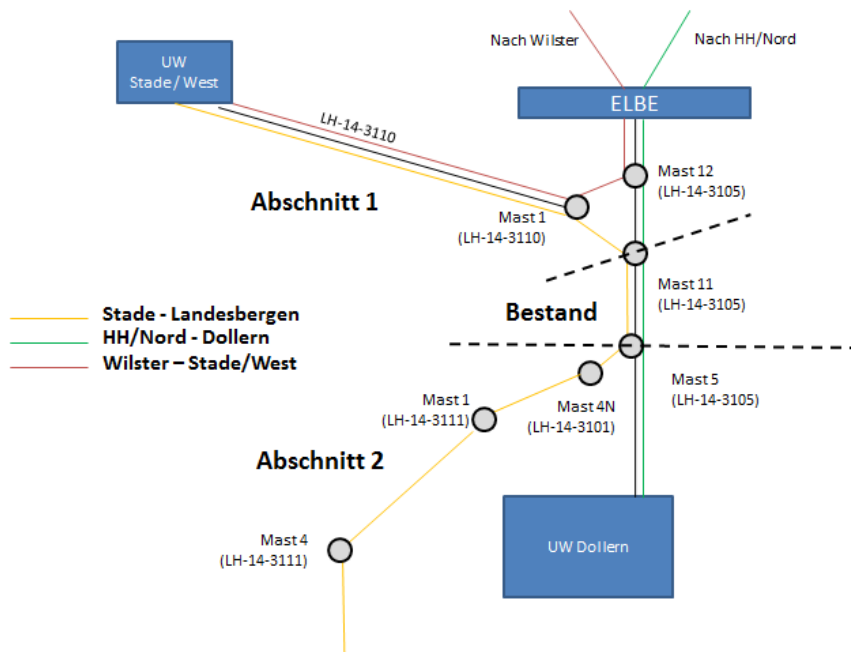 Nach Wilster
Nach HH/Nord
UW
Stade / West
ELBE
LH-14-3110
Mast 12
(LH-14-3105)
Abschnitt 1
Mast 1
(LH-14-3110)
Mast 11
(LH-14-3105)
Bestand
Stade - Landesbergen
HH/Nord - Dollern
Wilster – Stade/West
Mast 5
(LH-14-3105)
Mast 1
(LH-14-3111)
Mast 4N
(LH-14-3101)
Abschnitt 2
Mast 4
(LH-14-3111)
UW Dollern